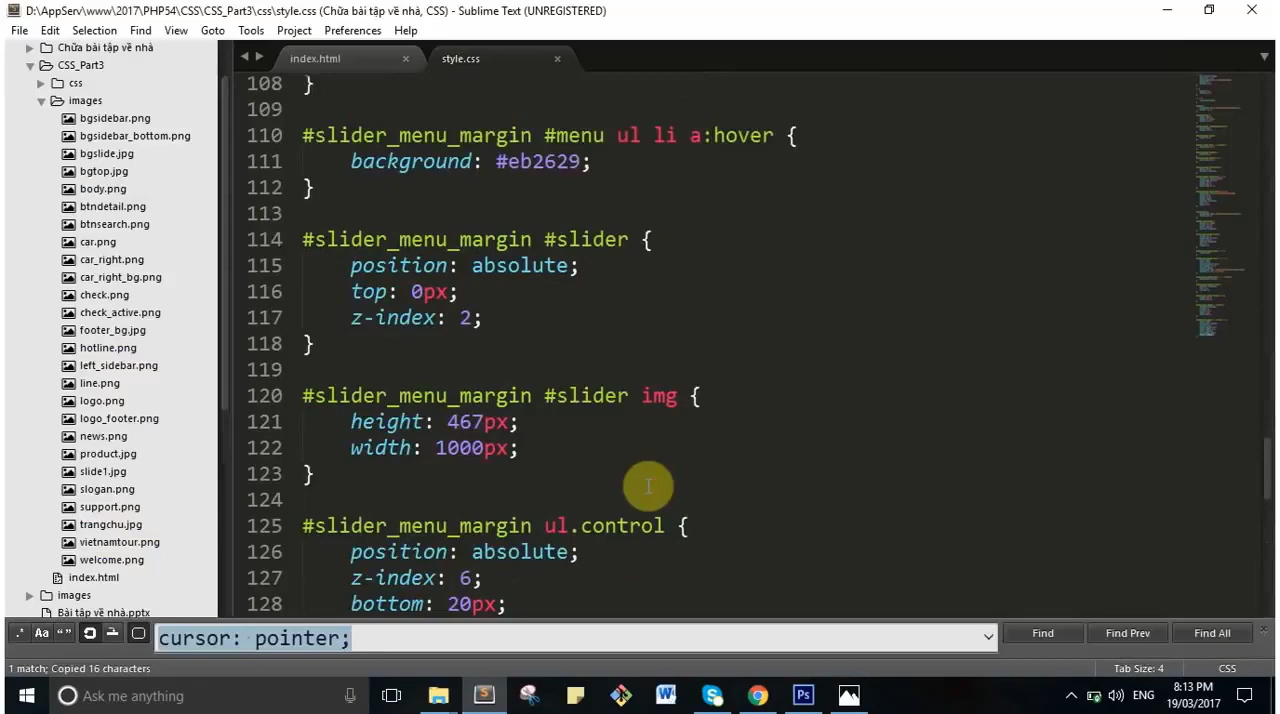 D:\AppServ\www\2017\PHP54\CSS\CSS_Part3\css\style.css (Chữa bài tập về nhà, CSS) - Sublime Text (UNREGISTERED)
File Edit Selection Find View Goto Tools Project Preferences Help
Chữa bài tập về nhà
CSS_Part3
css
images
bgsidebar.png
bgsidebar_bottom.png
bgslide.jpg
bgtop.jpg
body.png
btndetail.png
btnsearch.png
car.png
car_right.png
car_right_bg.png
check.png
check_active.png
footer_bg.jpg
hotline.png
left_sidebar.png
line.png
logo.png
logo_footer.png
news.png
product.jpg
slide1.jpg
slogan.png
support.png
trangchu.jpg
vietnamtour.png
welcome.png
index.html
images
Bài tập về nhà.pptx
index.html style.css
108 }
109
110 #slider_menu_margin #menu ul li a:hover {
111 background: #eb2629;
112 }
113
114 #slider_menu_margin #slider {
115 position: absolute;
116 top: 0px;
117 z-index: 2;
118 }
119
120 #slider_menu_margin #slider img {
121 height: 467px;
122 width: 1000px;
123 }
124
125 #slider_menu_margin ul.control {
126 position: absolute;
127 z-index: 6;
128 bottom: 20px;
.* Aa “” cursor: pointer; Find Find Prev Find All
1 match; Copied 16 characters Tab Size: 4 CSS
Ask me anything ENG 8:13 PM
19/03/2017